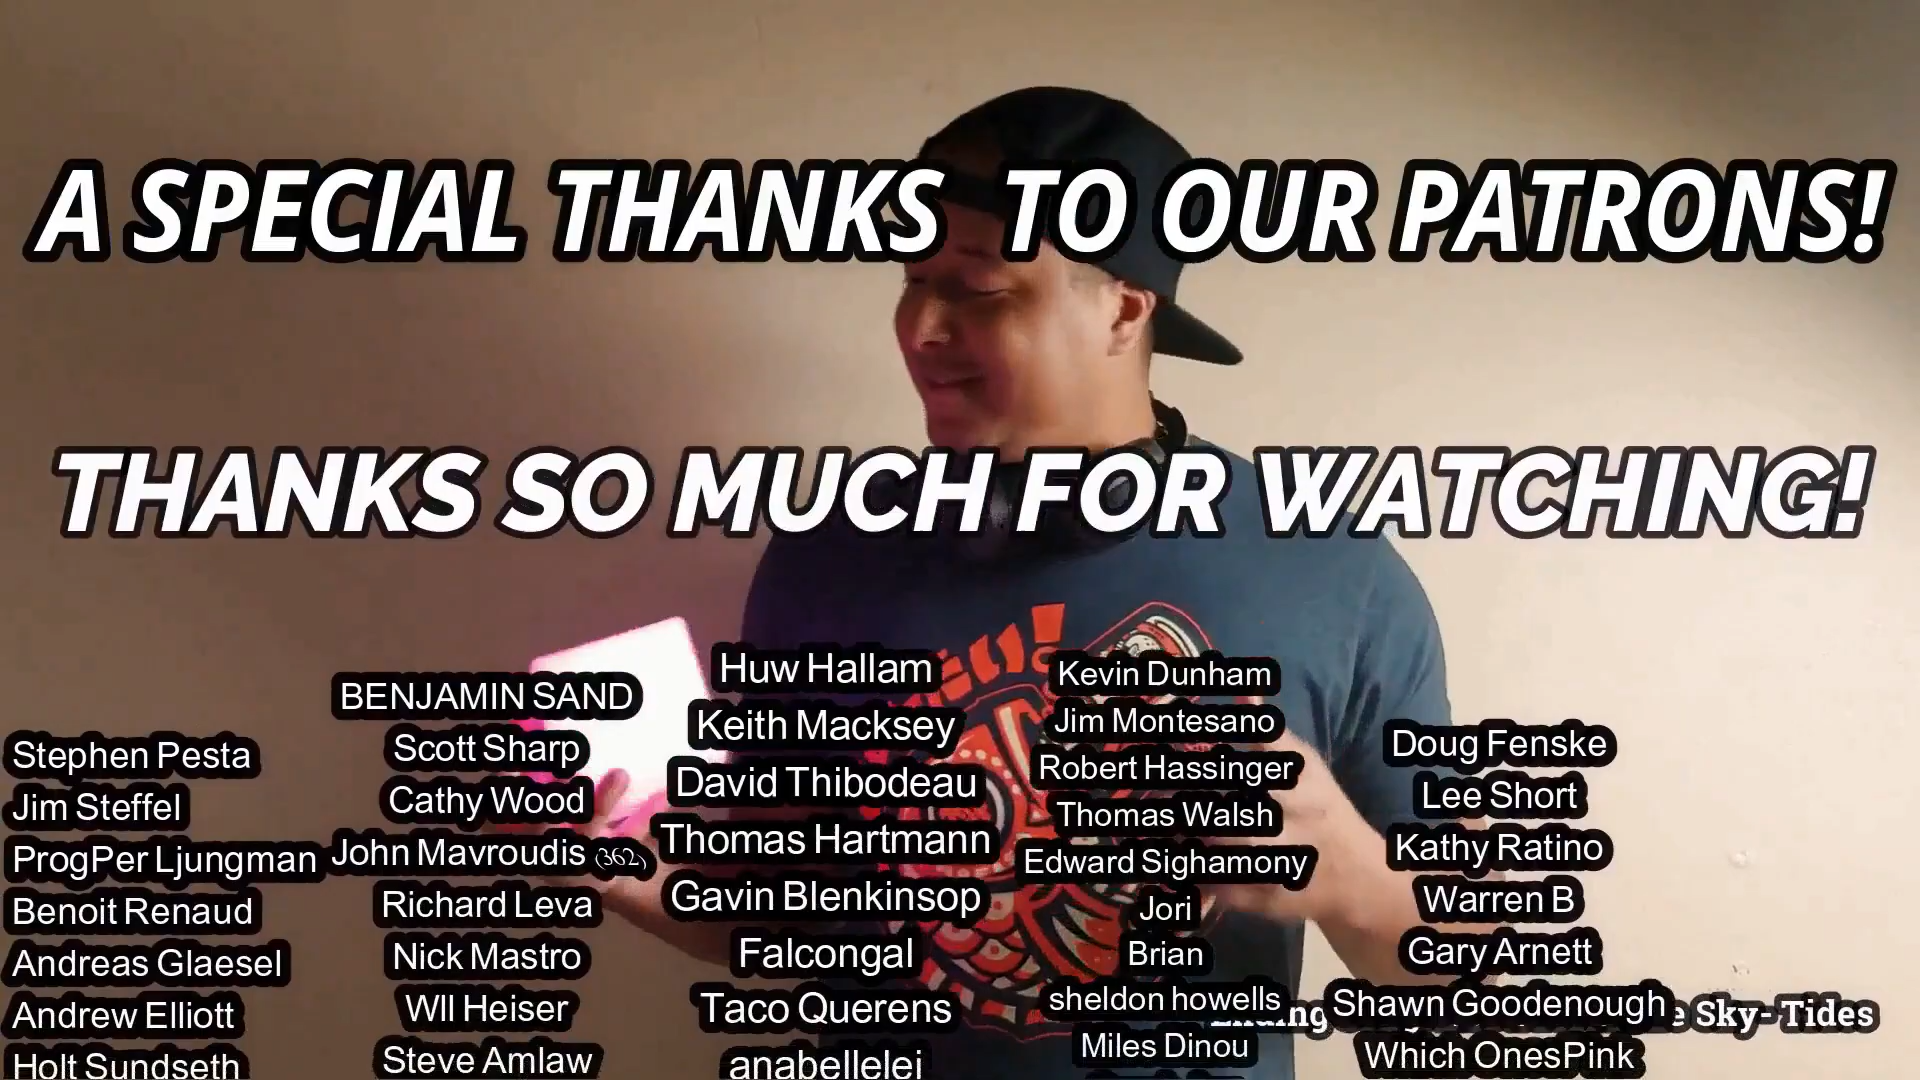 A SPECIAL THANKS TO OUR PATRONS!
THANKS SO MUCH FOR WATCHING!
Stephen Pesta
Jim Steffel
ProgPer Ljungman
Benoit Renaud
Andreas Glaesel
Andrew Elliott
Holt Sundseth
BENJAMIN SAND
Scott Sharp
Cathy Wood
John Mavroudis (362)
Richard Leva
Nick Mastro
WIl Heiser
Steve Amlaw
Huw Hallam
Keith Macksey
David Thibodeau
Thomas Hartmann
Gavin Blenkinsop
Falcongal
Taco Querens
anabellelei
Kevin Dunham
Jim Montesano
Robert Hassinger
Thomas Walsh
Edward Sighamony
Jori
Brian
sheldon howells
Miles Dinou
Doug Fenske
Lee Short
Kathy Ratino
Warren B
Gary Arnett
Shawn Goodenough
Which OnesPink
Sky- Tides